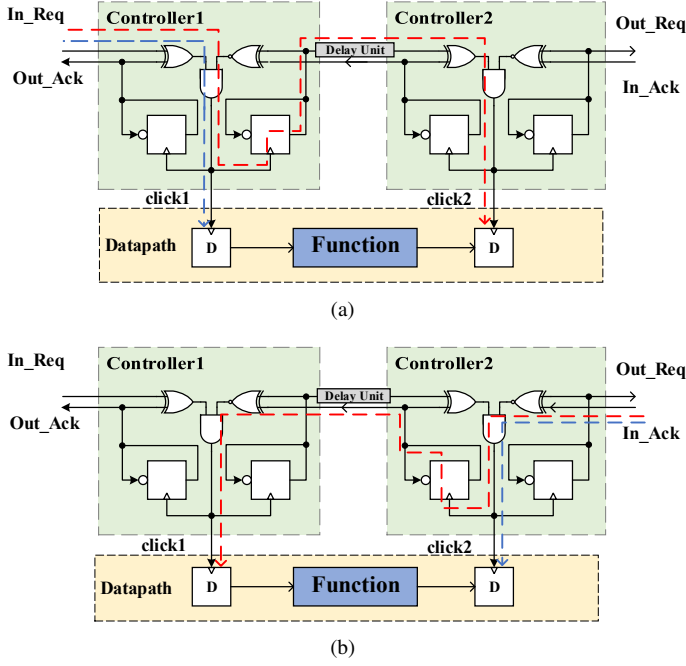 In_Req
Controller1
Controller2
Out_Req
Out_Ack
Delay Unit
In_Ack
click1
click2
Datapath
D
Function
D
(a)
In_Req
Controller1
Controller2
Out_Req
Out_Ack
Delay Unit
In_Ack
click1
click2
Datapath
D
Function
D
(b)